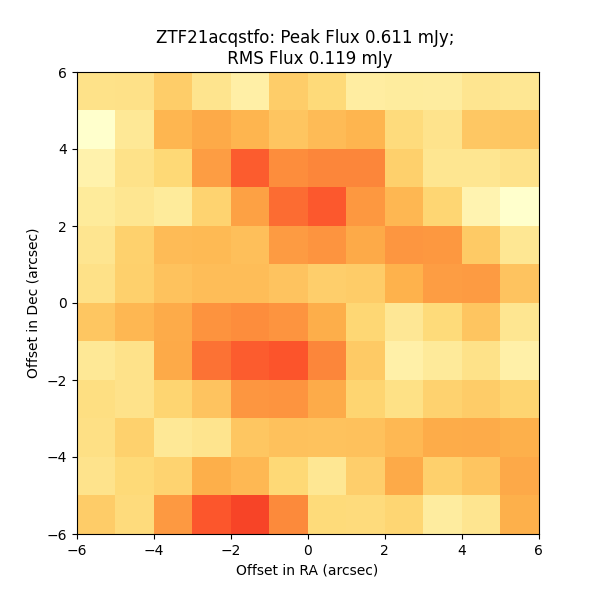 ZTF21acqstfo: Peak Flux 0.611 mJy;
RMS Flux 0.119 mJy
6
4
2
0
−2
−4
−6
Offset in Dec (arcsec)
−6 −4 −2 0 2 4 6
Offset in RA (arcsec)